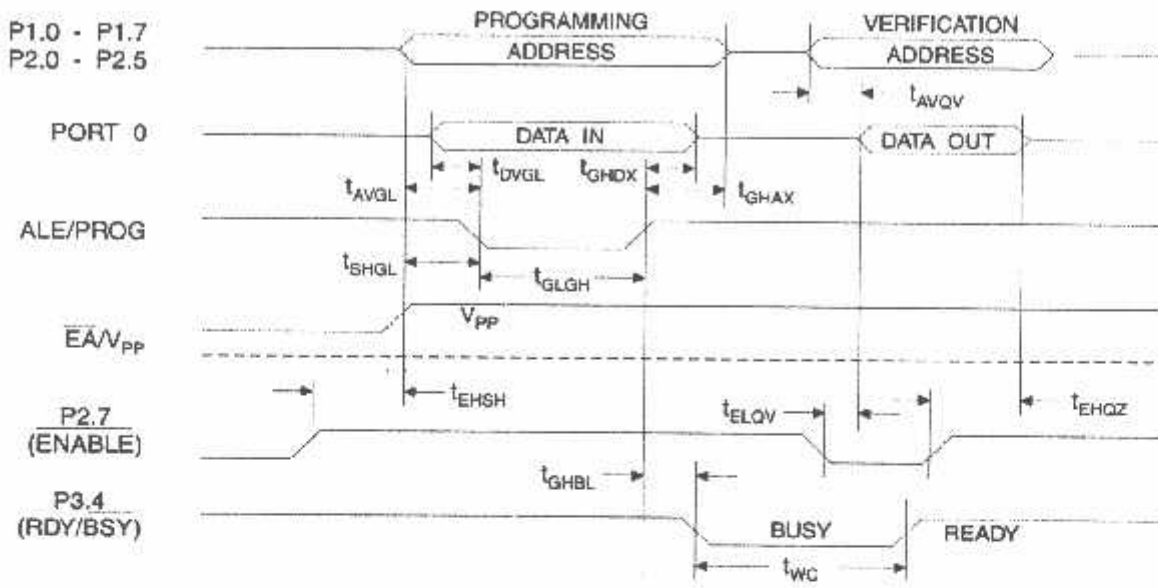 P1.0 - P1.7
P2.0 - P2.5
PROGRAMMING
ADDRESS
VERIFICATION
ADDRESS
tAVQV
PORT 0
DATA IN
DATA OUT
tDVGL
tGHDX
tAVGL
tGHAX
ALE/PROG
tSHGL
tGLGH
VPP
EA/VPP
tEHSH
tELQV
tEHQZ
P2.7
(ENABLE)
tGHBL
P3.4
(RDY/BSY)
BUSY
READY
tWC